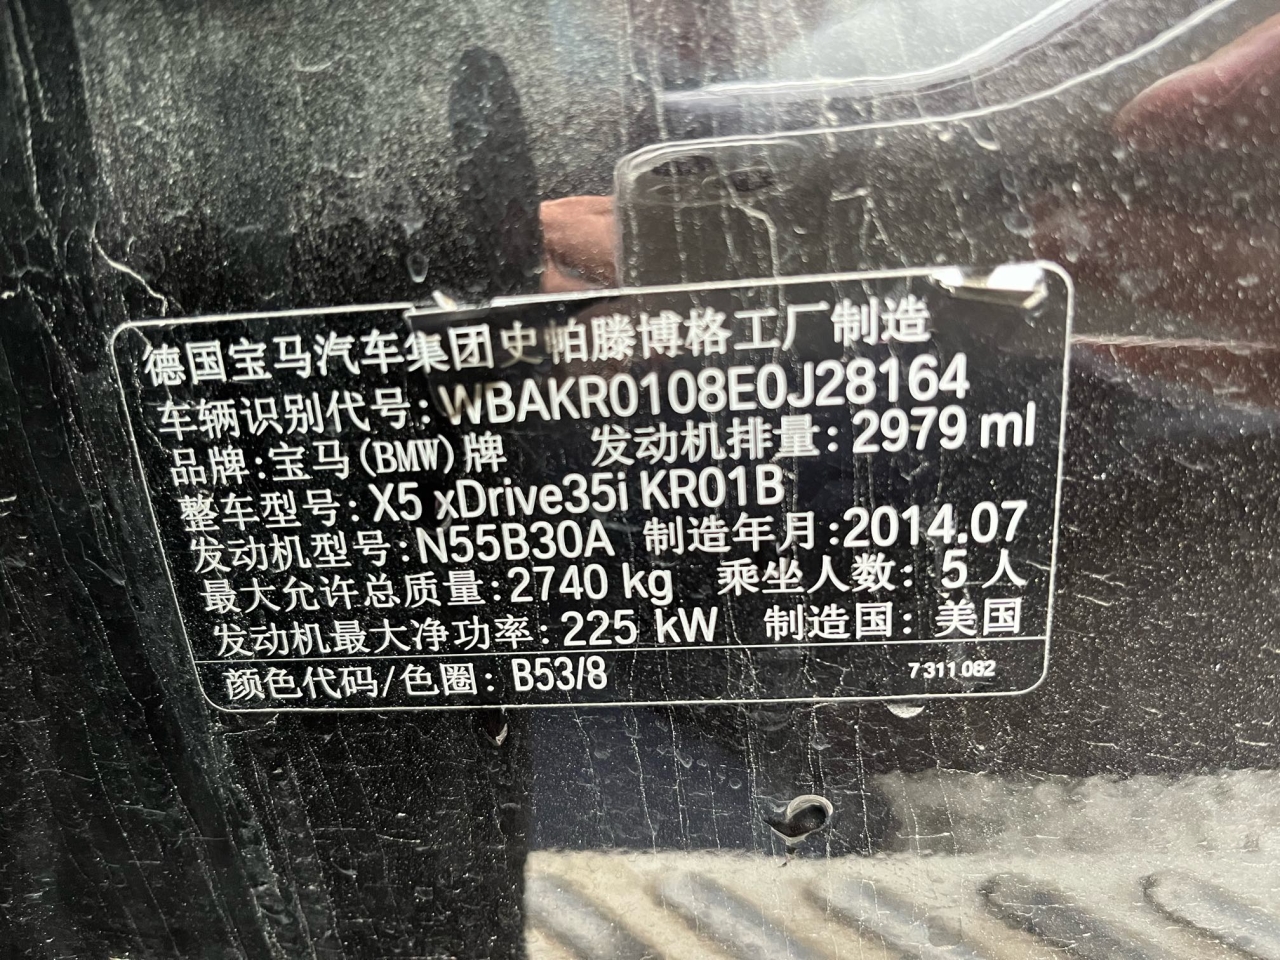 德国宝马汽车集团史帕滕博格工厂制造
车辆识别代号:WBAKR0108E0J28164
品牌:宝马(BMW)牌 发动机排量:2979 ml
整车型号:X5 xDrive35i KR01B
发动机型号:N55B30A 制造年月:2014.07
最大允许总质量:2740 kg 乘坐人数:5 人
发动机最大净功率:225 kW 制造国:美国
颜色代码/色圈:B53/8 7 311 082